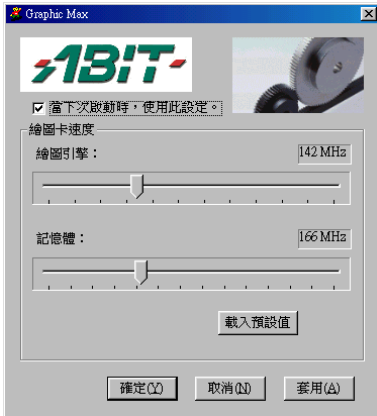 Graphic Max
ABIT
當下次啟動時，使用此設定。
繪圖卡速度
繪圖引擎：
142 MHz
記憶體：
166 MHz
載入預設值
確定(Y)
取消(N)
套用(A)